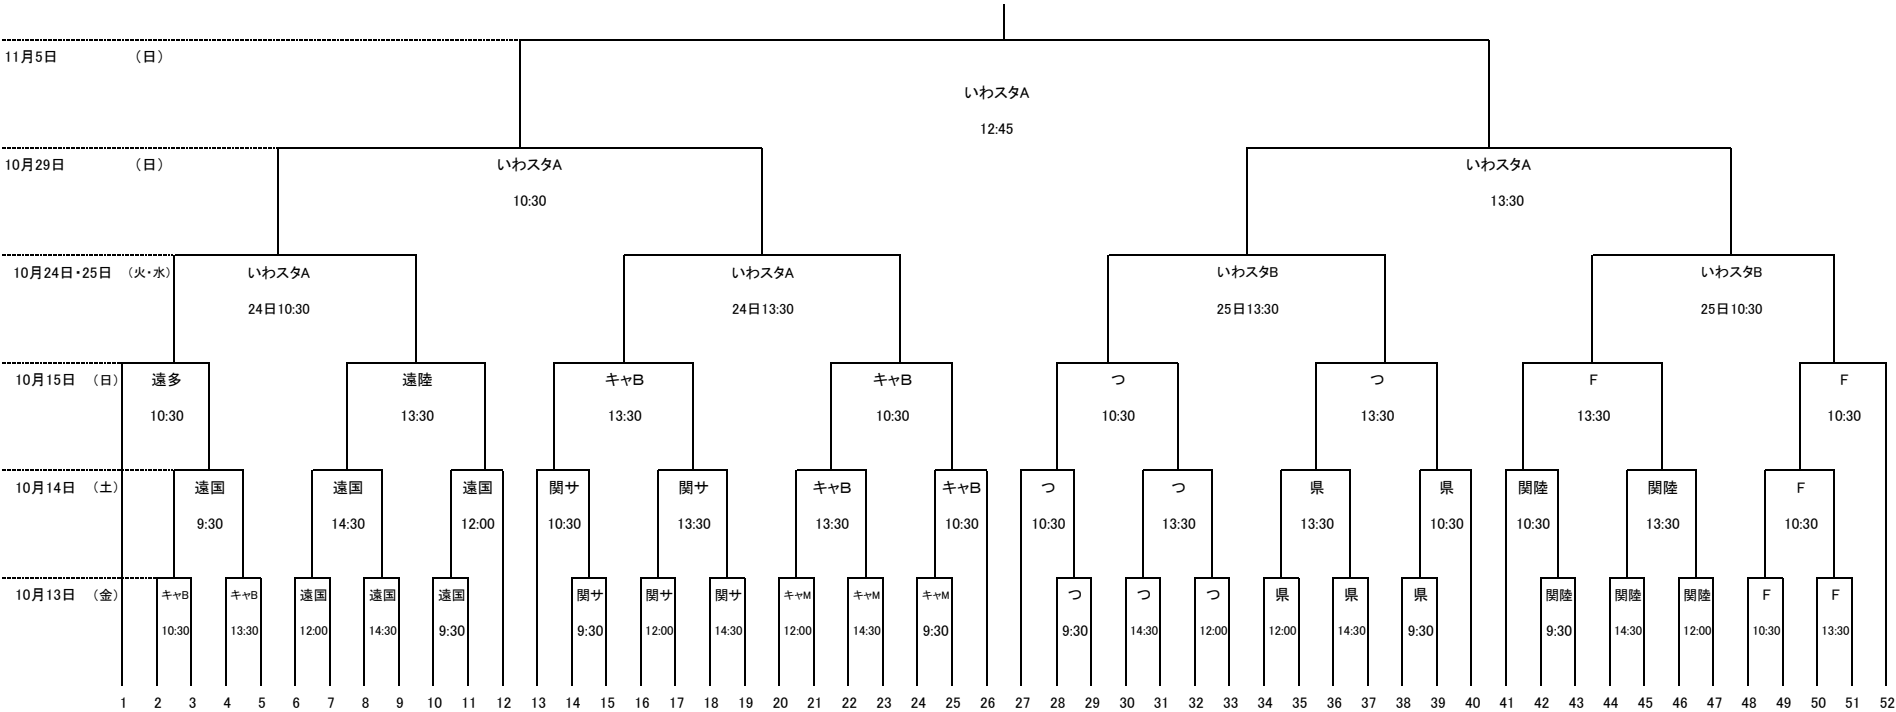 11月5日 （日）
いわスタA
12:45
10月29日 （日） いわスタA いわスタA
10:30 13:30
10月24日・25日 （火・水） いわスタA いわスタA いわスタB いわスタB
24日10:30 24日13:30 25日13:30 25日10:30
10月15日 （日） 遠多 遠陸 キャB キャB つ つ F F
10:30 13:30 13:30 10:30 10:30 13:30 13:30 10:30
10月14日 （土） 遠国 遠国 遠国 関サ 関サ キャB キャB つ つ 県 県 関陸 関陸 F
9:30 14:30 12:00 10:30 13:30 13:30 10:30 10:30 13:30 13:30 10:30 10:30 13:30 10:30
10月13日 （金） キャB キャB 遠国 遠国 遠国 関サ 関サ 関サ キャM キャM キャM つ つ つ 県 県 県 関陸 関陸 関陸 F F
10:30 13:30 12:00 14:30 9:30 9:30 12:00 14:30 12:00 14:30 9:30 9:30 14:30 12:00 12:00 14:30 9:30 9:30 14:30 12:00 10:30 13:30
1 2 3 4 5 6 7 8 9 10 11 12 13 14 15 16 17 18 19 20 21 22 23 24 25 26 27 28 29 30 31 32 33 34 35 36 37 38 39 40 41 42 43 44 45 46 47 48 49 50 51 52